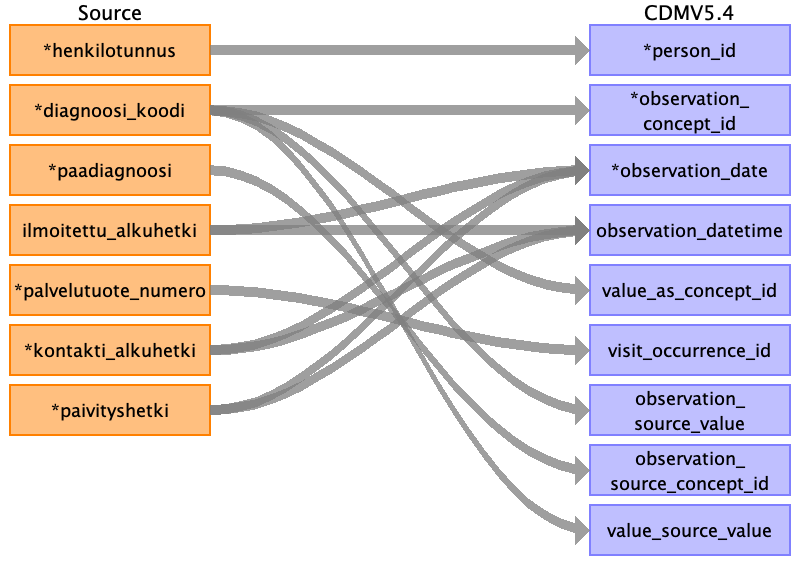 Source
CDMV5.4
*henkilotunnus
*person_id
*diagnoosi_koodi
*observation_
concept_id
*paadiagnoosi
*observation_date
ilmoitettu_alkuhetki
observation_datetime
*palvelutuote_numero
value_as_concept_id
*kontakti_alkuhetki
visit_occurrence_id
*paivityshetki
observation_
source_value
observation_
source_concept_id
value_source_value